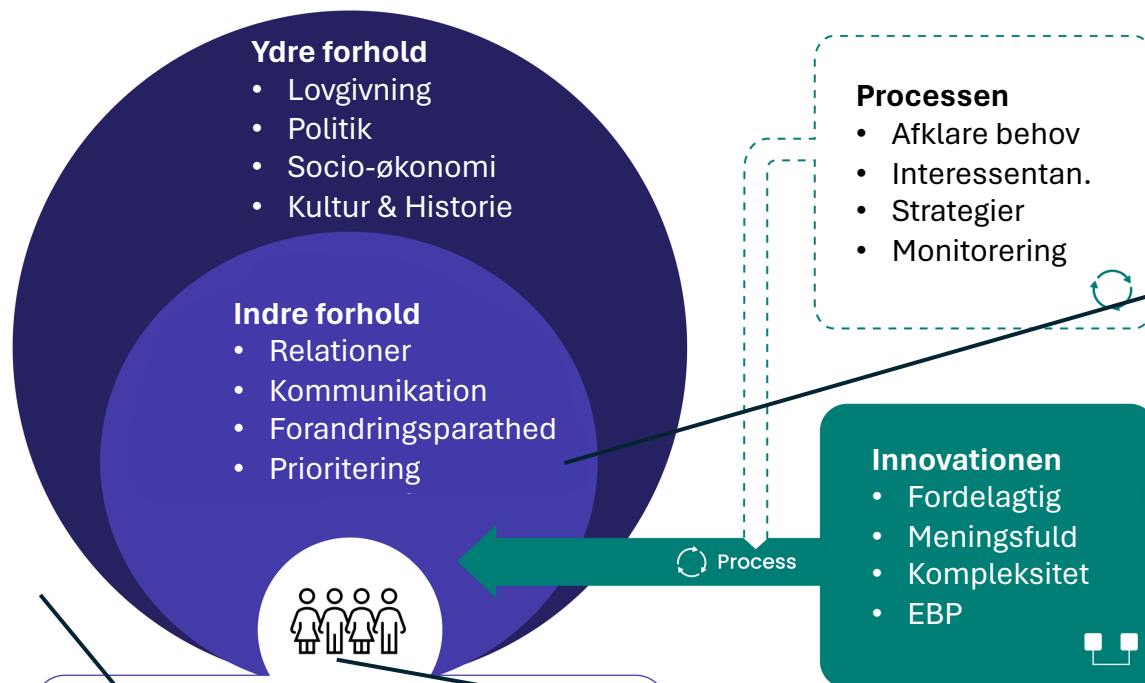 Ydre forhold
• Lovgivning
• Politik
• Socio-økonomi
• Kultur & Historie
Indre forhold
• Relationer
• Kommunikation
• Forandringsparathed
• Prioritering
Processen
• Afklare behov
• Interessentan.
• Strategier
• Monitorering
Process
Innovationen
• Fordelagtig
• Meningsfuld
• Kompleksitet
• EBP